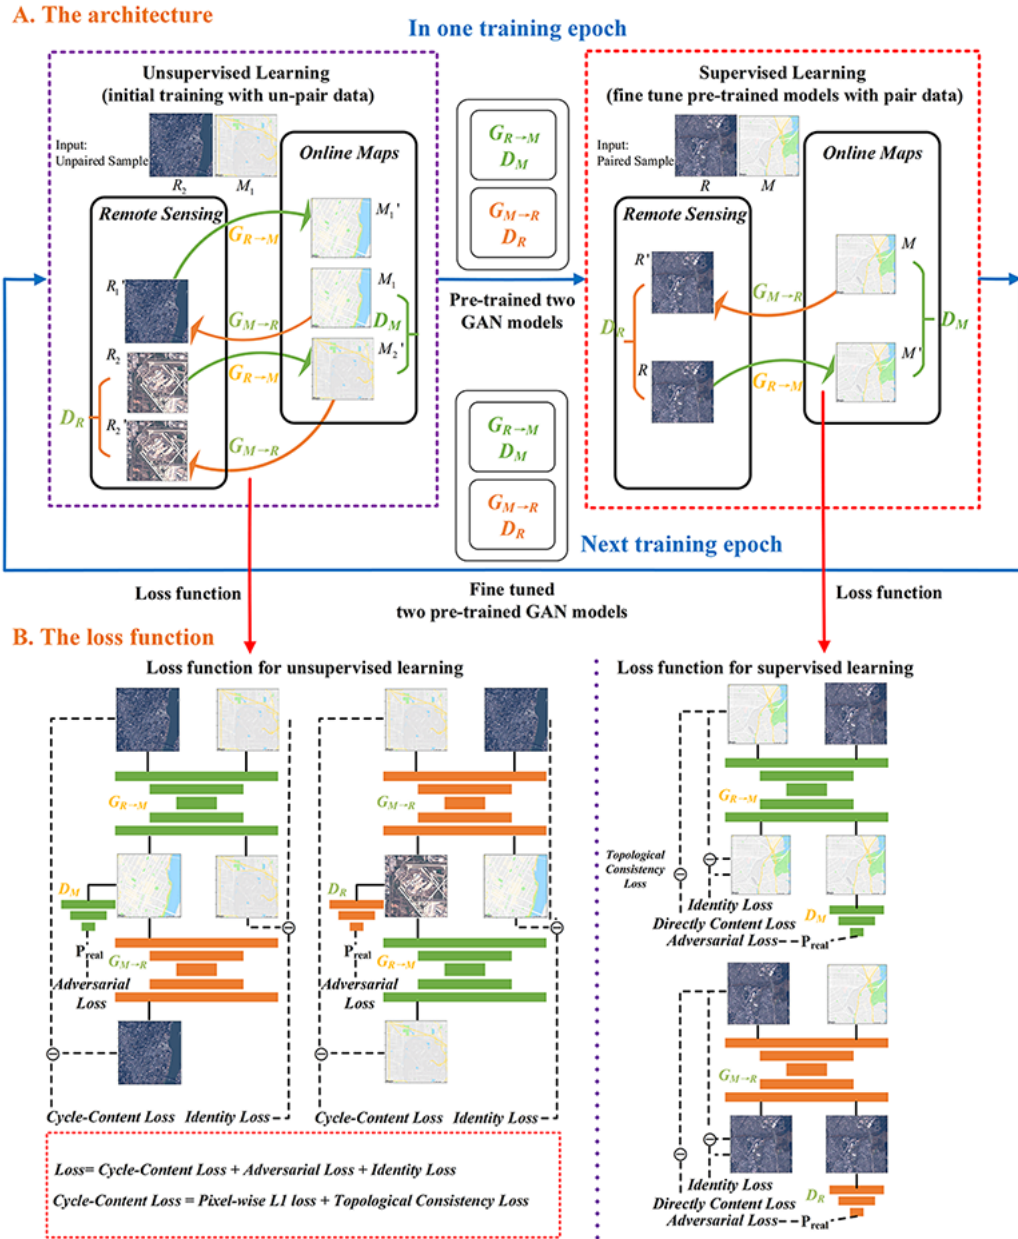 A. The architecture
In one training epoch
Unsupervised Learning
(initial training with un-pair data)
Input:
Unpaired Sample
R2
M1
Online Maps
Remote Sensing
M1'
GR→M
R1'
M1
GM→R
DM
R2
M2'
GR→M
DR
R2'
GM→R
GR→M
DM
GM→R
DR
Pre-trained two
GAN models
GR→M
DM
GM→R
DR
Supervised Learning
(fine tune pre-trained models with pair data)
Input:
Paired Sample
R
M
Online Maps
Remote Sensing
M
R'
GM→R
DR
DM
M'
R
GR→M
Next training epoch
Loss function
Fine tuned
two pre-trained GAN models
Loss function
B. The loss function
Loss function for unsupervised learning
GR→M
DM
Preal
GM→R
Adversarial
Loss
Cycle-Content Loss
Identity Loss
GM→R
DR
Preal
GR→M
Adversarial
Loss
Cycle-Content Loss
Identity Loss
Loss= Cycle-Content Loss + Adversarial Loss + Identity Loss
Cycle-Content Loss = Pixel-wise L1 loss + Topological Consistency Loss
Loss function for supervised learning
GR→M
Topological
Consistency
Loss
Identity Loss
Directly Content Loss
Adversarial Loss
DM
Preal
GM→R
Identity Loss
Directly Content Loss
Adversarial Loss
DR
Preal